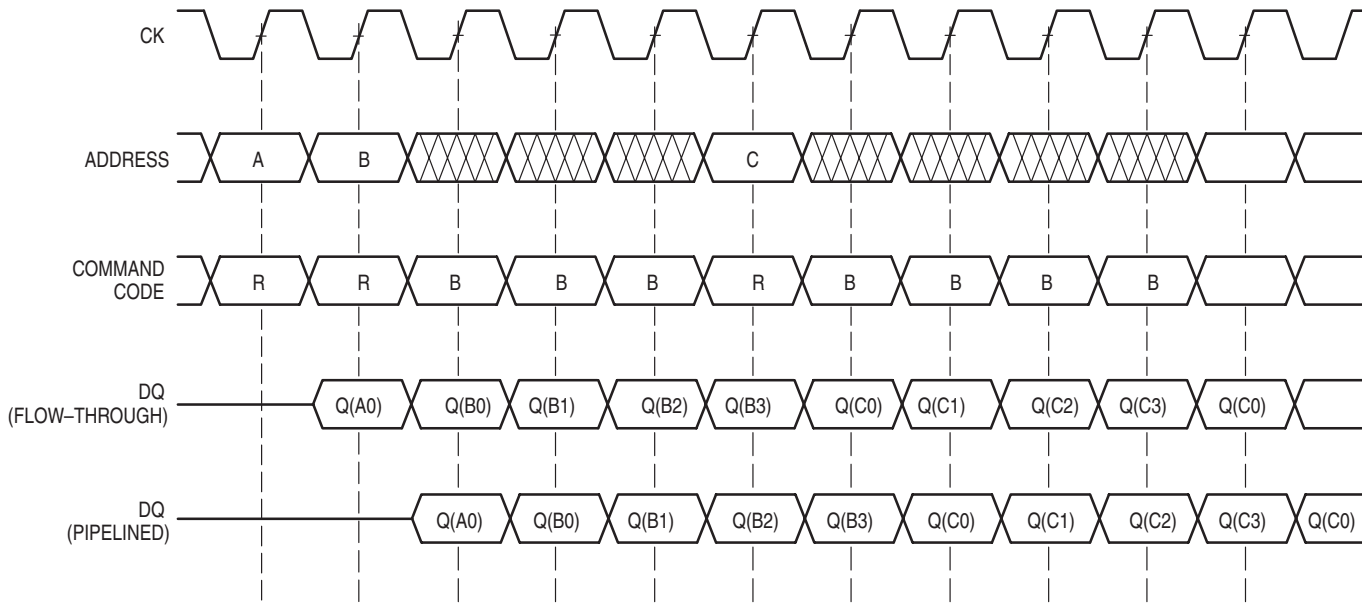 CK
ADDRESS
A B C
COMMAND
CODE
R R B B B R B B B B
DQ
(FLOW–THROUGH)
Q(A0) Q(B0) Q(B1) Q(B2) Q(B3) Q(C0) Q(C1) Q(C2) Q(C3) Q(C0)
DQ
(PIPELINED)
Q(A0) Q(B0) Q(B1) Q(B2) Q(B3) Q(C0) Q(C1) Q(C2) Q(C3) Q(C0)